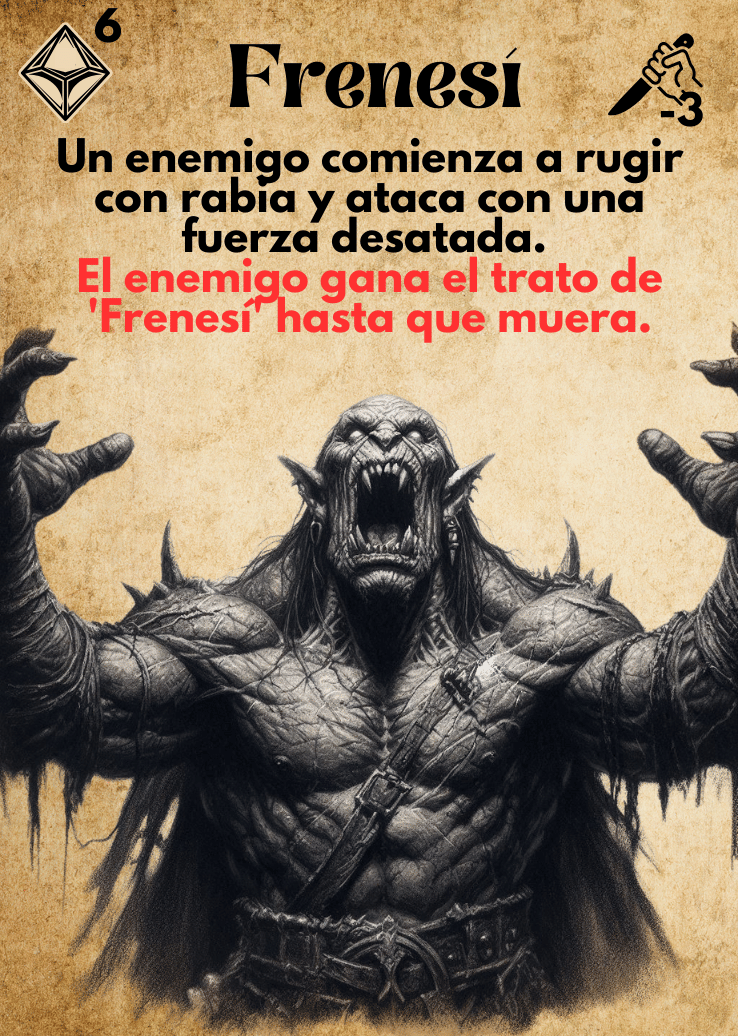 6
Frenesí
-3
Un enemigo comienza a rugir
con rabia y ataca con una
fuerza desatada.
El enemigo gana el trato de
'Frenesí' hasta que muera.